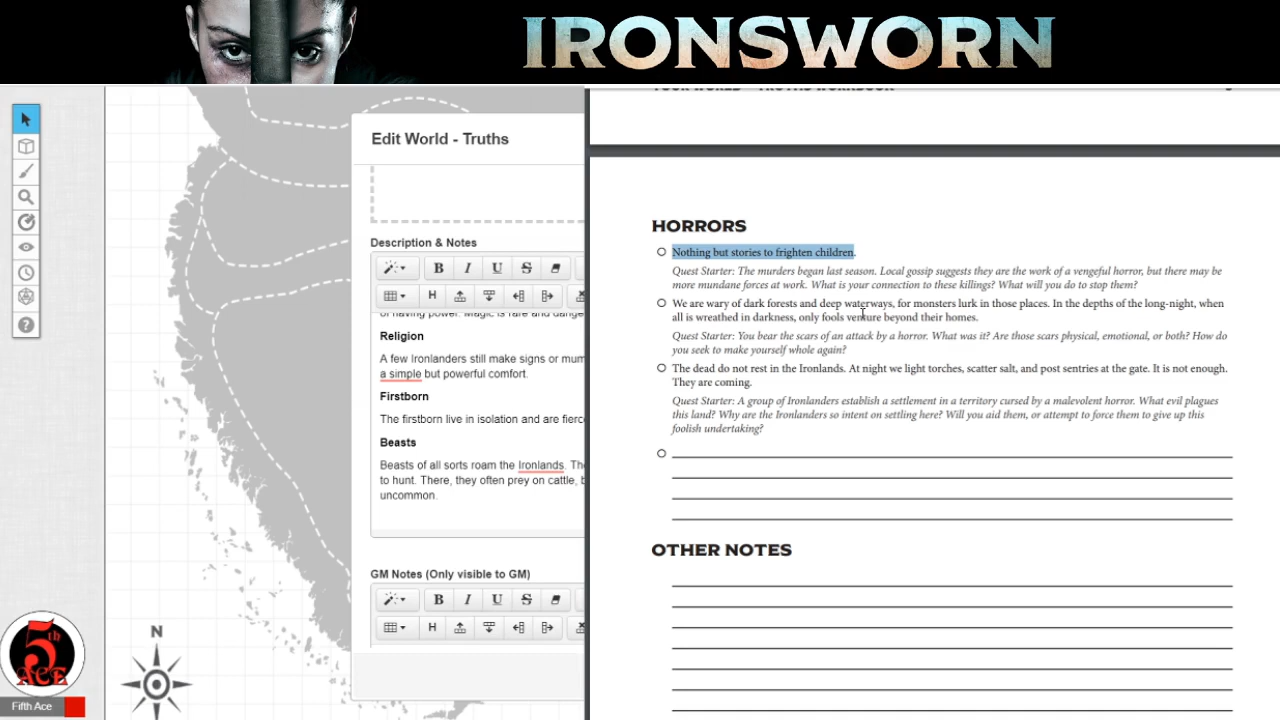 IRONSWORN
Edit World - Truths
Description & Notes
B I U S
H
Religion
A few Ironlanders still make signs or mum
a simple but powerful comfort.
Firstborn
The firstborn live in isolation and are fierc
Beasts
Beasts of all sorts roam the Ironlands. Th
to hunt. There, they often prey on cattle, b
uncommon.
GM Notes (Only visible to GM)
B I U S
H
N
5th
ACE
Fifth Ace
HORRORS
Nothing but stories to frighten children.
Quest Starter: The murders began last season. Local gossip suggests they are the work of a vengeful horror, but there may be
more mundane forces at work. What is your connection to these killings? What will you do to stop them?
We are wary of dark forests and deep waterways, for monsters lurk in those places. In the depths of the long-night, when
all is wreathed in darkness, only fools venture beyond their homes.
Quest Starter: You bear the scars of an attack by a horror. What was it? Are those scars physical, emotional, or both? How do
you seek to make yourself whole again?
The dead do not rest in the Ironlands. At night we light torches, scatter salt, and post sentries at the gate. It is not enough.
They are coming.
Quest Starter: A group of Ironlanders establish a settlement in a territory cursed by a malevolent horror. What evil plagues
this land? Why are the Ironlanders so intent on settling here? Will you aid them, or attempt to force them to give up this
foolish undertaking?
OTHER NOTES